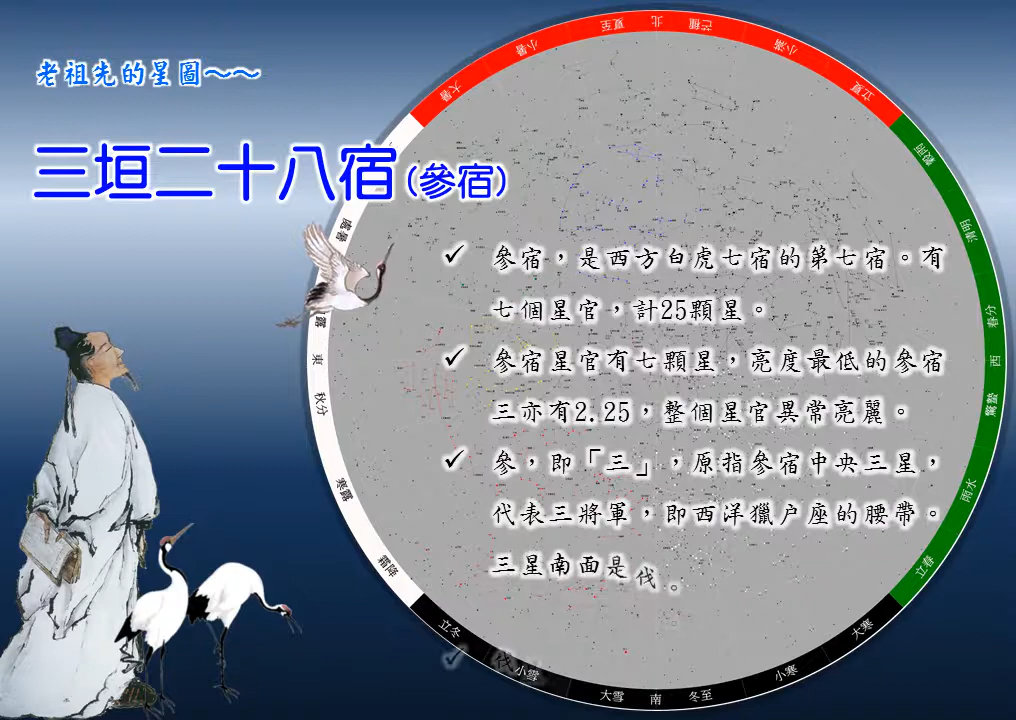 老祖先的星圖～～
三垣二十八宿(參宿)
北
夏至
芒種
小暑
小滿
大暑
立夏
穀雨
處暑
清明
✓ 參宿，是西方白虎七宿的第七宿。有
七個星官，計25顆星。
露
春分
✓ 參宿星官有七顆星，亮度最低的參宿
東
西
三亦有2.25，整個星官異常亮麗。
秋分
驚蟄
✓ 參，即「三」，原指參宿中央三星，
寒露
雨水
代表三將軍，即西洋獵户座的腰帶。
三星南面是伐。
霜降
立春
立冬
大寒
✓ 伐
小雪
小寒
大雪
南
冬至